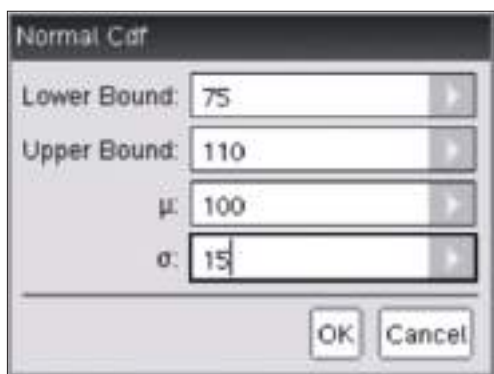 Normal Cdf
Lower Bound: 75
Upper Bound: 110
μ: 100
σ: 15
OK Cancel